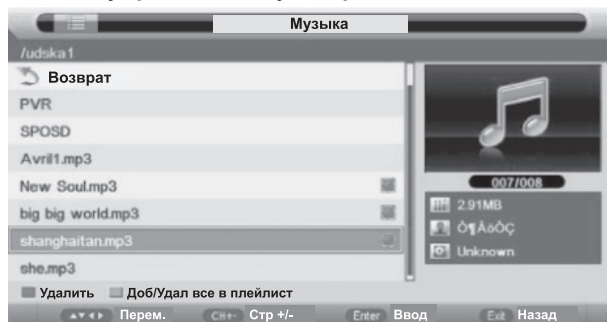 Музыка
/udska1
Возврат
PVR
SPOSD
Avril1.mp3
New Soul.mp3
big big world.mp3
shanghaitan.mp3
she.mp3
007/008
2.91MB
Ò¶ÀöÒÇ
Unknown
Удалить Доб/Удал все в плейлист
Перем. CH+- Стр +/- Enter Ввод Exit Назад